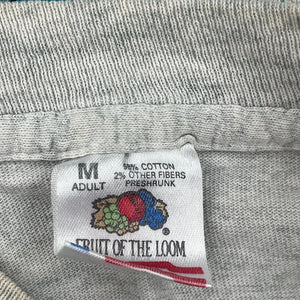 M
ADULT
98% COTTON
2% OTHER FIBERS
PRESHRUNK
®
FRUIT OF THE LOOM